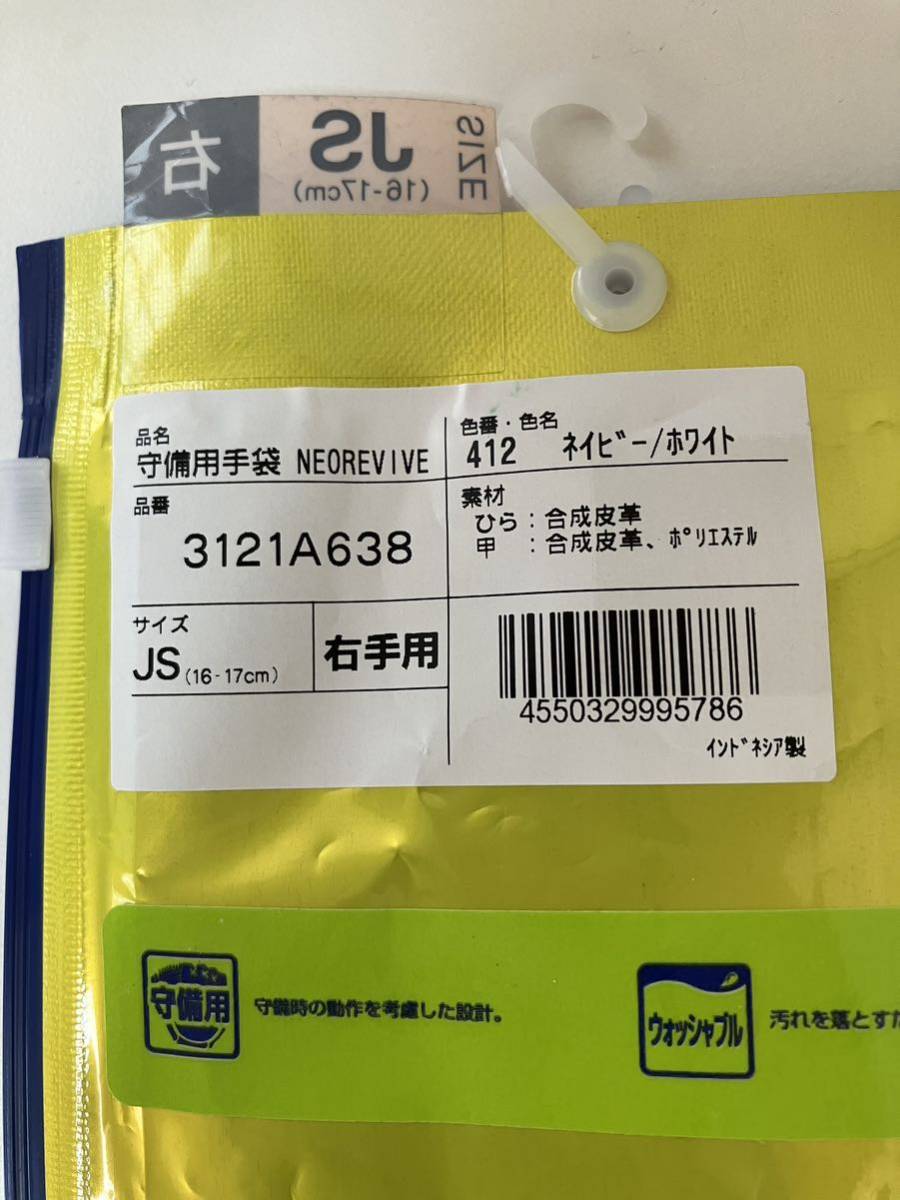 右 JS SIZE
(16-17cm)
品名
守備用手袋 NEOREVIVE
色番・色名
412 ネイビー/ホワイト
品番
3121A638
素材
ひら：合成皮革
甲 ：合成皮革、ポリエステル
サイズ
JS(16-17cm)
右手用
4550329995786
インドネシア製
守備用
守備時の動作を考慮した設計。
ウォッシャブル
汚れを落とすた